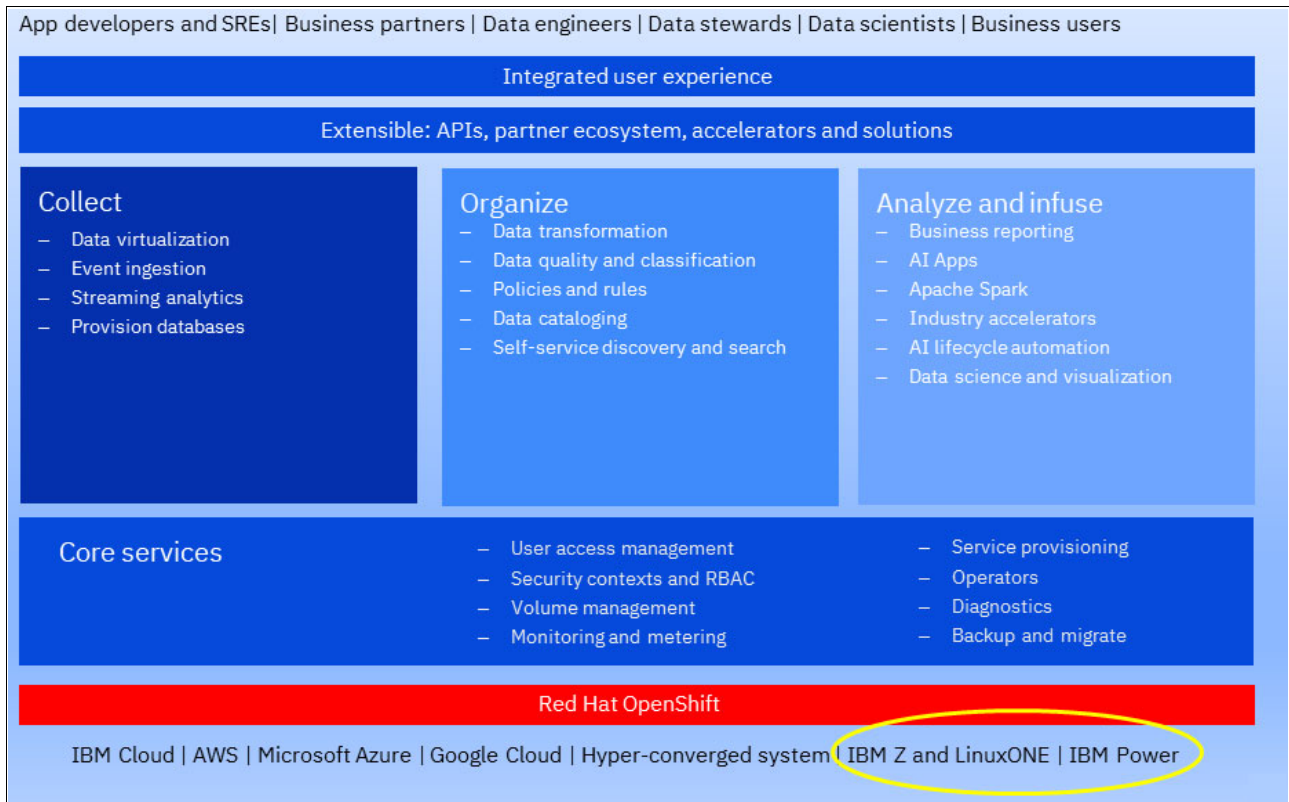 App developers and SREs| Business partners | Data engineers | Data stewards | Data scientists | Business users
Integrated user experience
Extensible: APIs, partner ecosystem, accelerators and solutions
Collect
– Data virtualization
– Event ingestion
– Streaming analytics
– Provision databases
Organize
– Data transformation
– Data quality and classification
– Policies and rules
– Data cataloging
– Self-service discovery and search
Analyze and infuse
– Business reporting
– AI Apps
– Apache Spark
– Industry accelerators
– AI lifecycle automation
– Data science and visualization
Core services
– User access management
– Security contexts and RBAC
– Volume management
– Monitoring and metering
– Service provisioning
– Operators
– Diagnostics
– Backup and migrate
Red Hat OpenShift
IBM Cloud | AWS | Microsoft Azure | Google Cloud | Hyper-converged system | IBM Z and LinuxONE | IBM Power